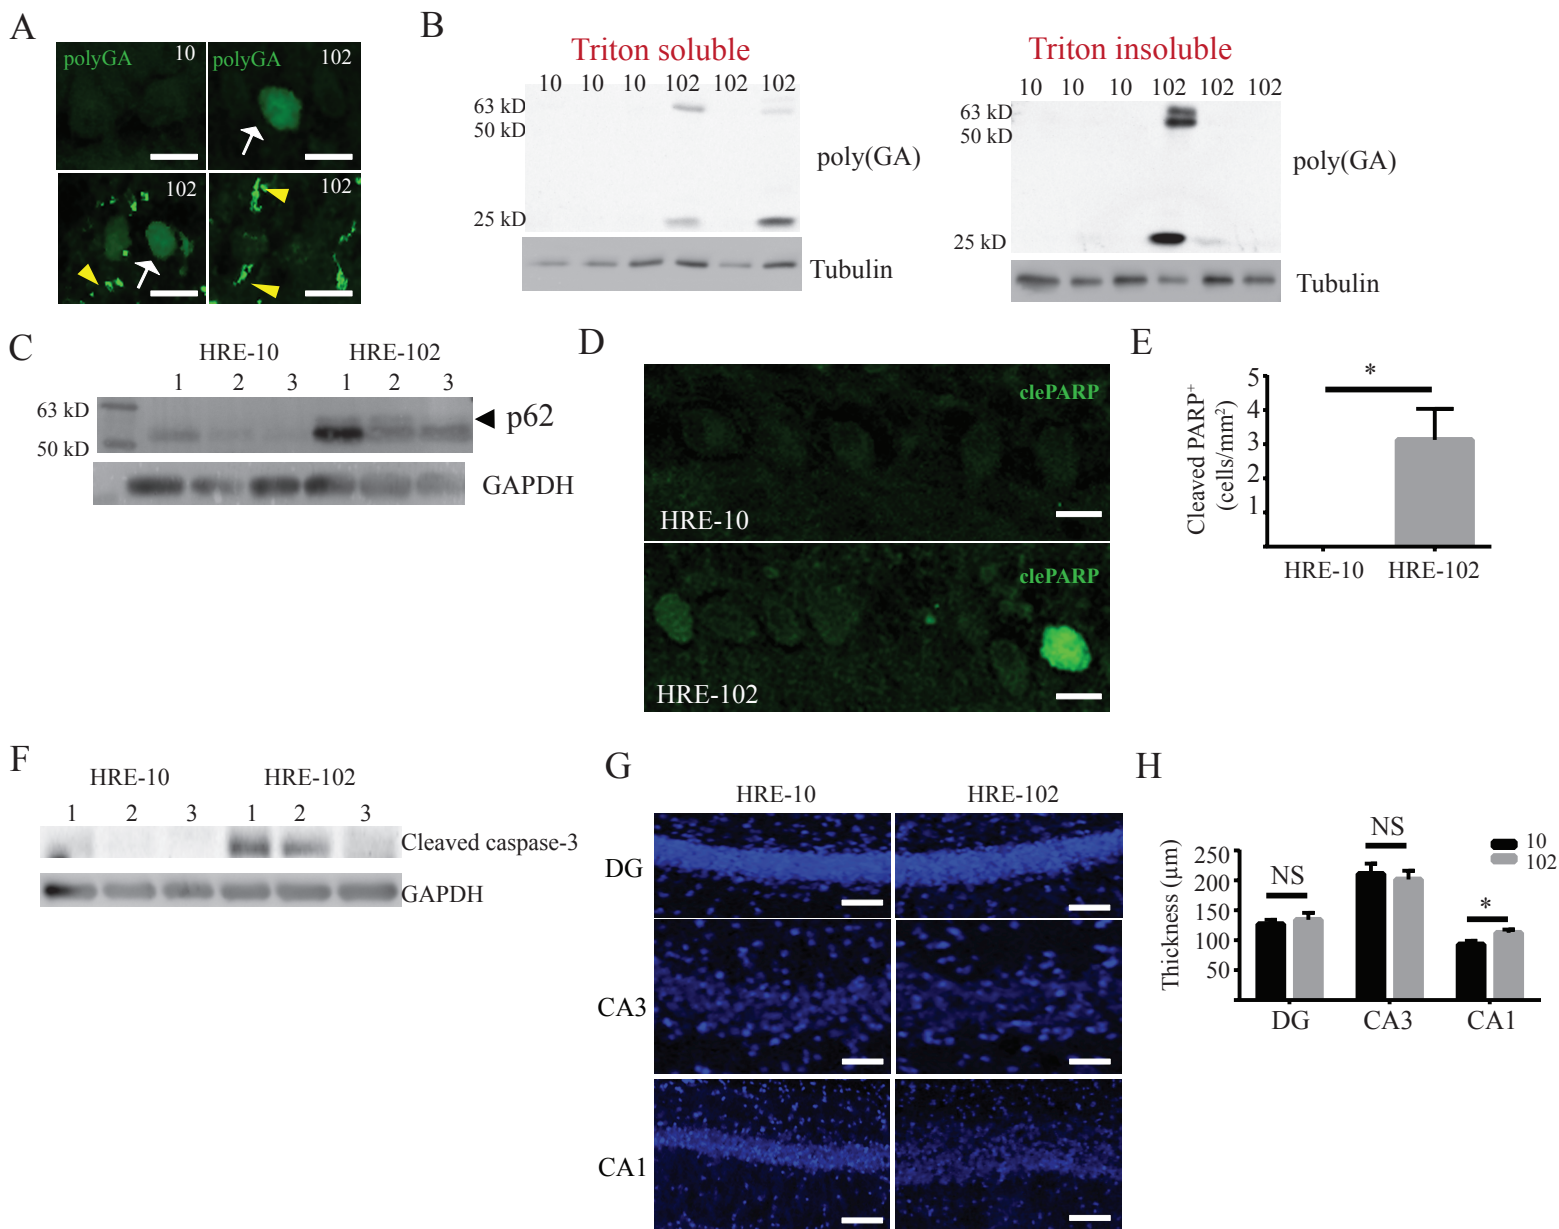 A
polyGA 10
polyGA 102
102
102
B
Triton soluble
10 10 10 102 102 102
63 kD
50 kD
25 kD
poly(GA)
Tubulin
Triton insoluble
10 10 10 102 102 102
63 kD
50 kD
25 kD
poly(GA)
Tubulin
C
HRE-10 HRE-102
1 2 3 1 2 3
63 kD
50 kD
p62
GAPDH
D
clePARP
HRE-10
clePARP
HRE-102
E
Cleaved PARP+
(cells/mm²)
5
4
3
2
1
*
HRE-10 HRE-102
F
HRE-10 HRE-102
1 2 3 1 2 3
Cleaved caspase-3
GAPDH
G
HRE-10 HRE-102
DG
CA3
CA1
H
Thickness (µm)
250
200
150
100
50
NS
NS
*
10
102
DG CA3 CA1